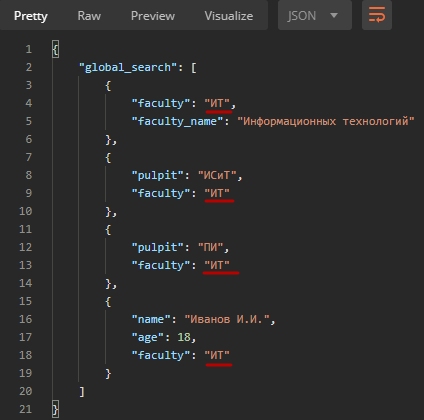 Pretty Raw Preview Visualize JSON
1 {
2 "global_search": [
3 {
4 "faculty": "ИТ",
5 "faculty_name": "Информационных технологий"
6 },
7 {
8 "pulpit": "ИСиТ",
9 "faculty": "ИТ"
10 },
11 {
12 "pulpit": "ПИ",
13 "faculty": "ИТ"
14 },
15 {
16 "name": "Иванов И.И.",
17 "age": 18,
18 "faculty": "ИТ"
19 }
20 ]
21 }